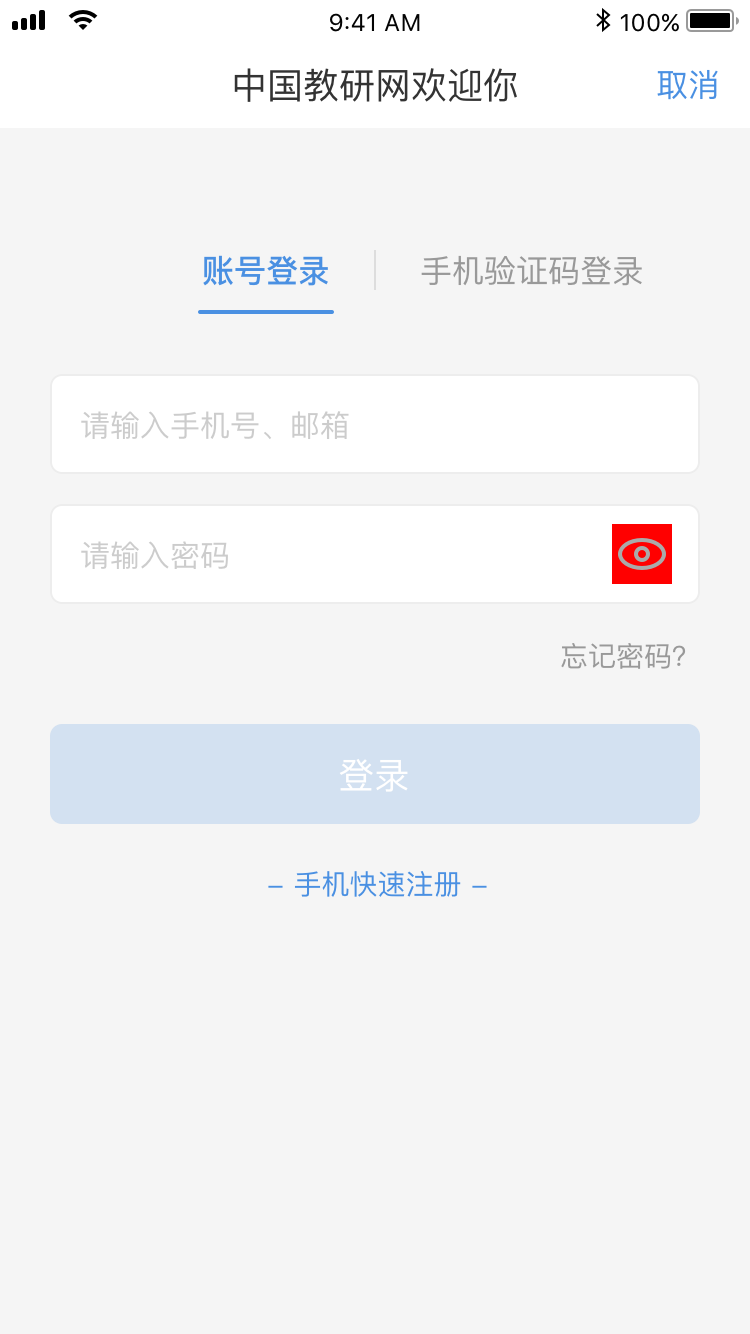 9:41 AM
100%
中国教研网欢迎你
取消
账号登录
手机验证码登录
请输入手机号、邮箱
请输入密码
忘记密码?
登录
– 手机快速注册 –